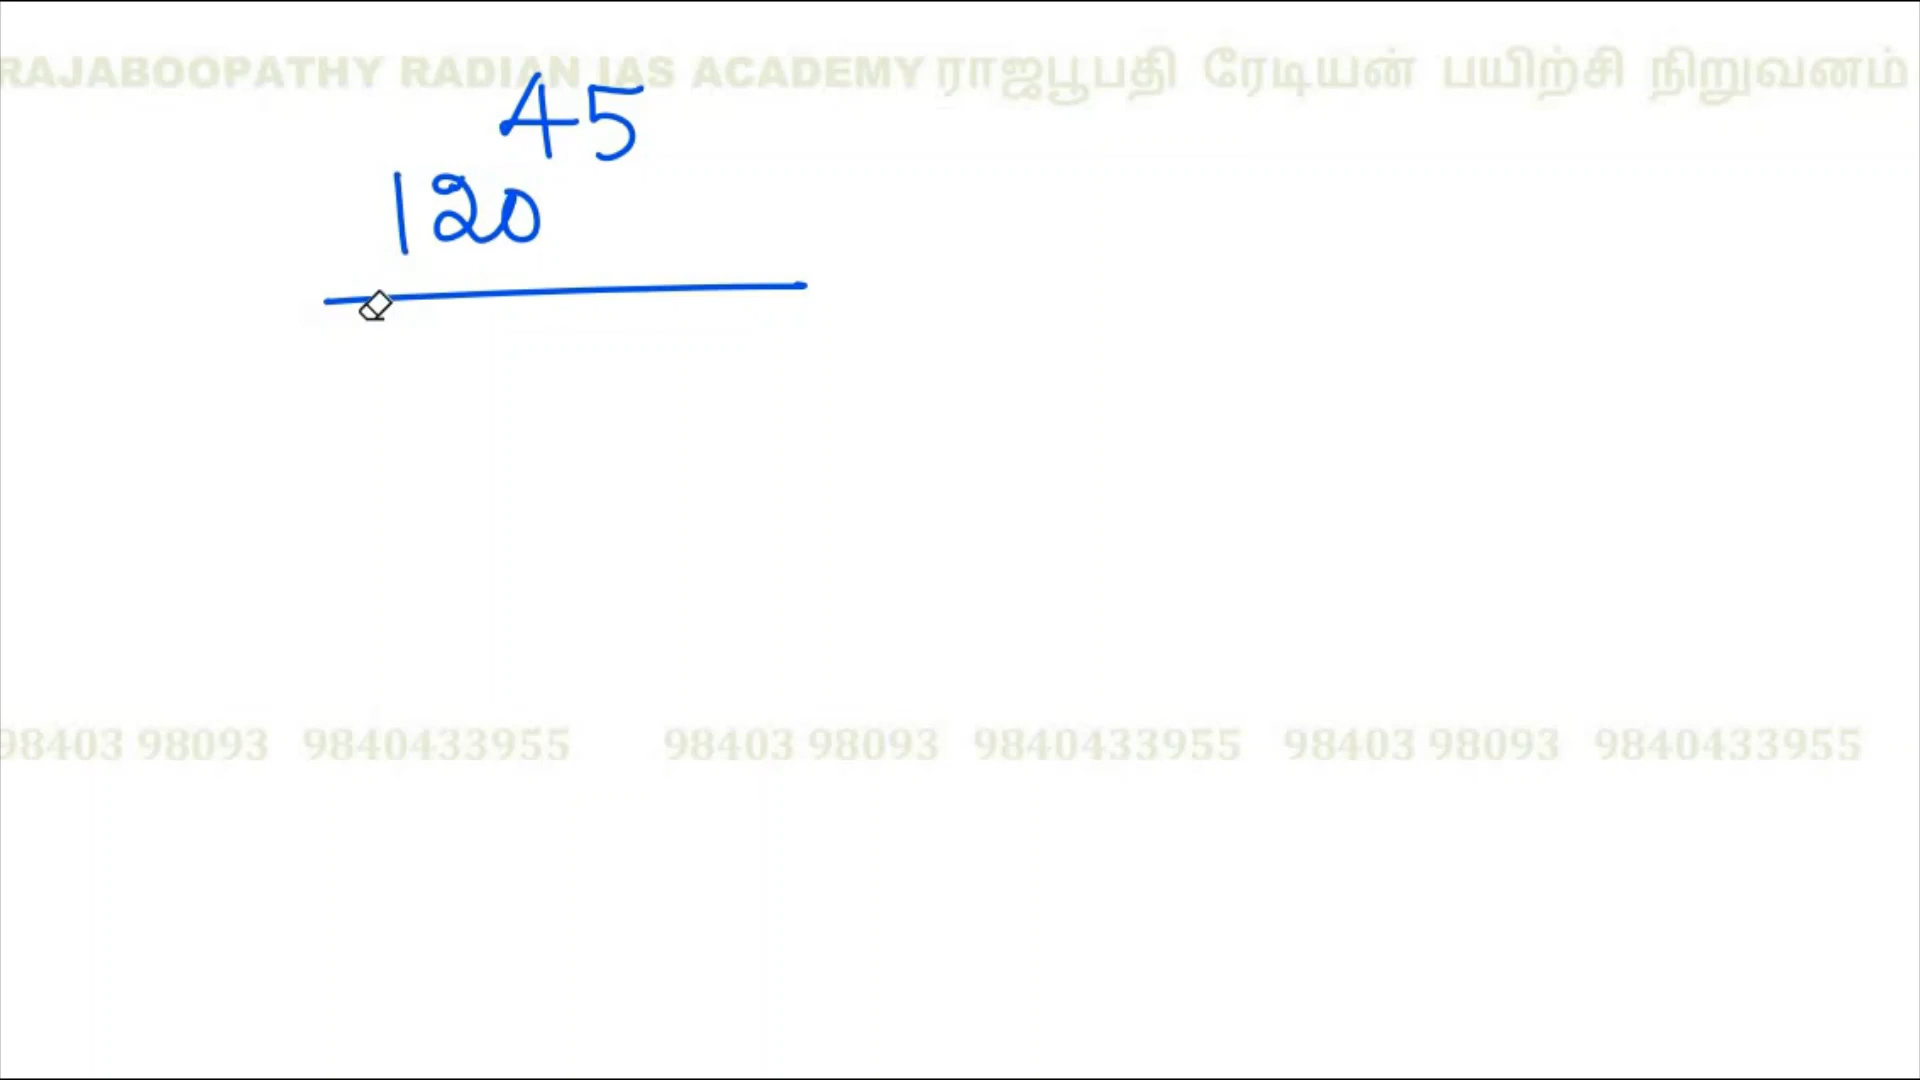 RAJABOOPATHY RADIAN IAS ACADEMY ராஜபூபதி ரேடியன் பயிற்சி நிறுவனம்
45
120
98403 98093 9840433955 98403 98093 9840433955 98403 98093 9840433955